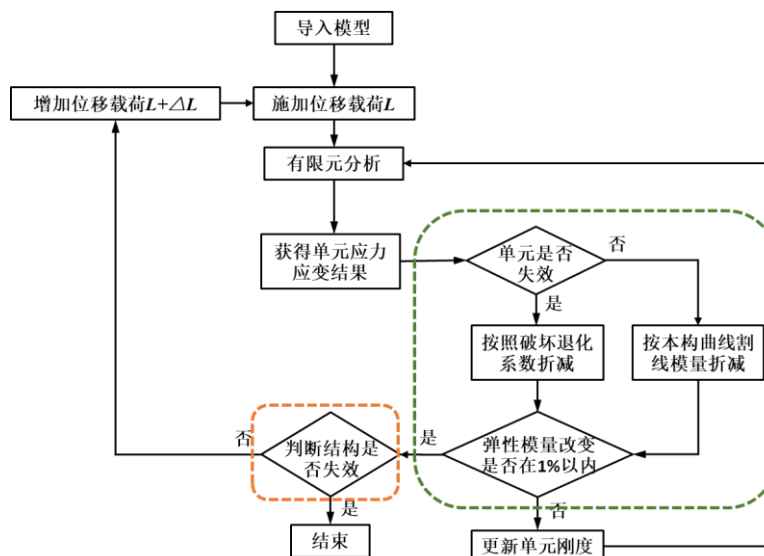 导入模型
增加位移载荷L+△L
施加位移载荷L
有限元分析
获得单元应力
应变结果
单元是否
失效
否
是
按照破坏退化
系数折减
按本构曲线割
线模量折减
否
判断结构是
否失效
是
弹性模量改变
是否在1%以内
是
否
结束
更新单元刚度